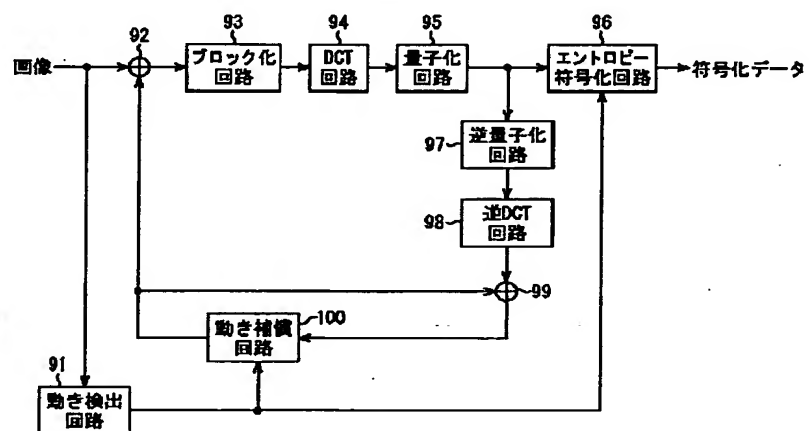 92
93
94
95
96
画像
ブロック化
回路
DCT
回路
量子化
回路
エントロピー
符号化回路
符号化データ
97
逆量子化
回路
98
逆DCT
回路
99
100
動き補償
回路
91
動き検出
回路